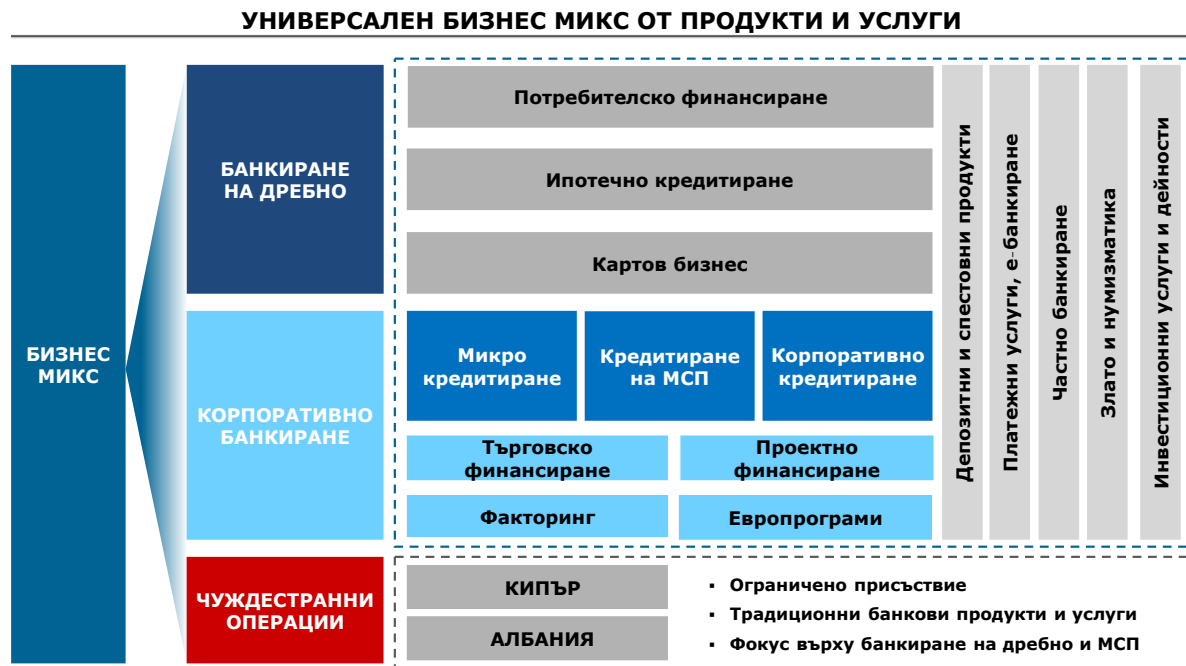 УНИВЕРСАЛЕН БИЗНЕС МИКС ОТ ПРОДУКТИ И УСЛУГИ
БИЗНЕС
МИКС
БАНКИРАНЕ
НА ДРЕБНО
Потребителско финансиране
Ипотечно кредитиране
Картов бизнес
КОРПОРАТИВНО
БАНКИРАНЕ
Микро
кредитиране
Кредитиране
на МСП
Корпоративно
кредитиране
Търговско
финансиране
Проектно
финансиране
Факторинг
Европрограми
Депозитни и спестовни продукти
Платежни услуги, е-банкиране
Частно банкиране
Злато и нумизматика
Инвестиционни услуги и дейности
ЧУЖДЕСТРАННИ
ОПЕРАЦИИ
КИПЪР
АЛБАНИЯ
▪ Ограничено присъствие
▪ Традиционни банкови продукти и услуги
▪ Фокус върху банкиране на дребно и МСП